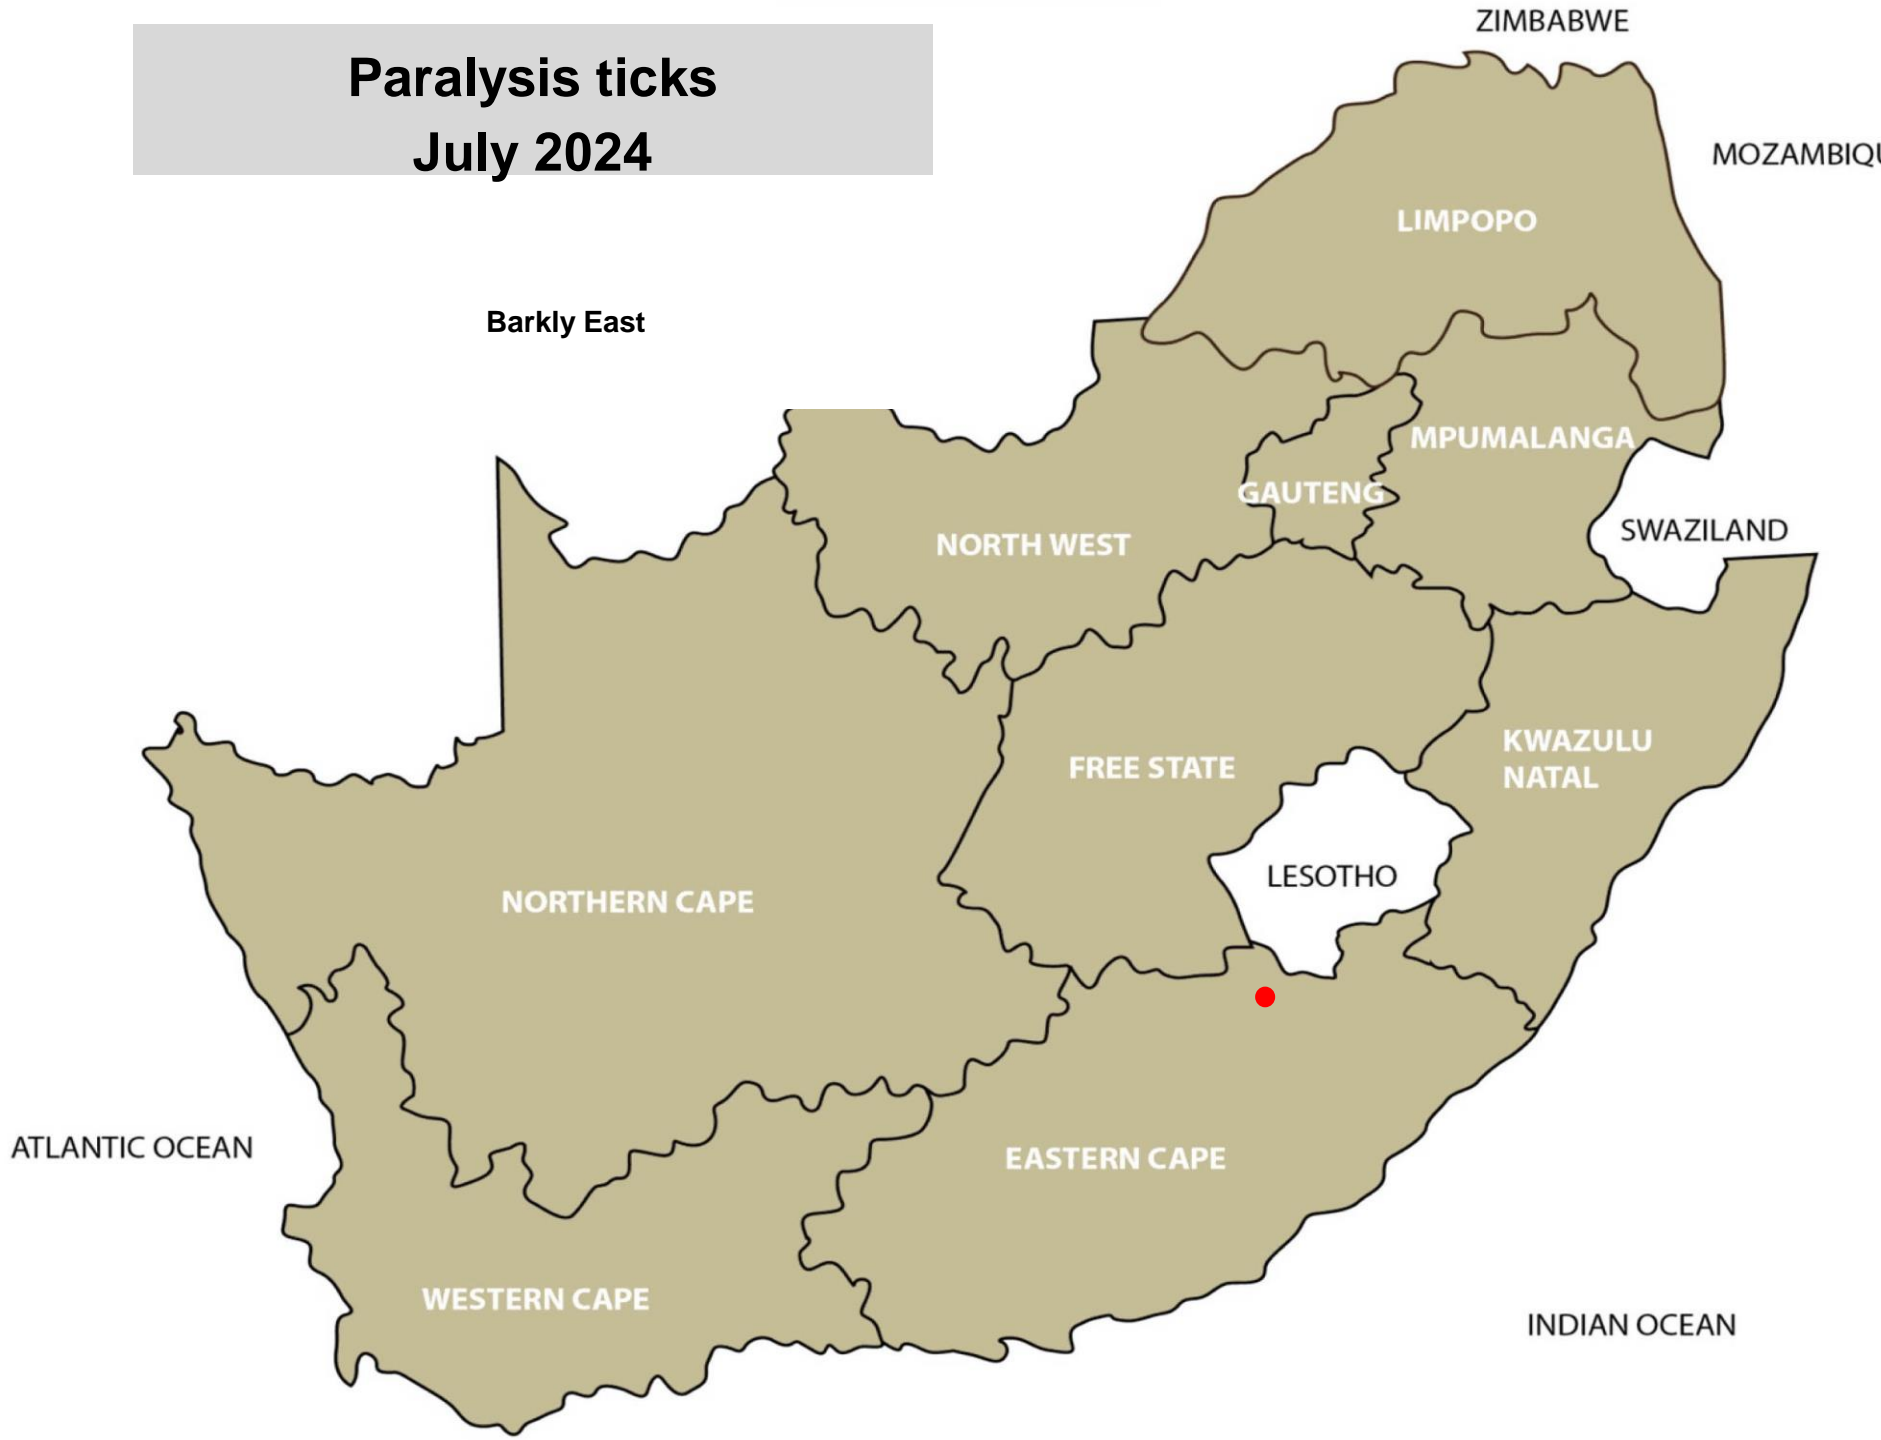 ZIMBABWE
Paralysis ticks
July 2024
MOZAMBIQU
LIMPOPO
Barkly East
MPUMALANGA
GAUTENG
SWAZILAND
NORTH WEST
KWAZULU
NATAL
FREE STATE
LESOTHO
NORTHERN CAPE
ATLANTIC OCEAN
EASTERN CAPE
WESTERN CAPE
INDIAN OCEAN